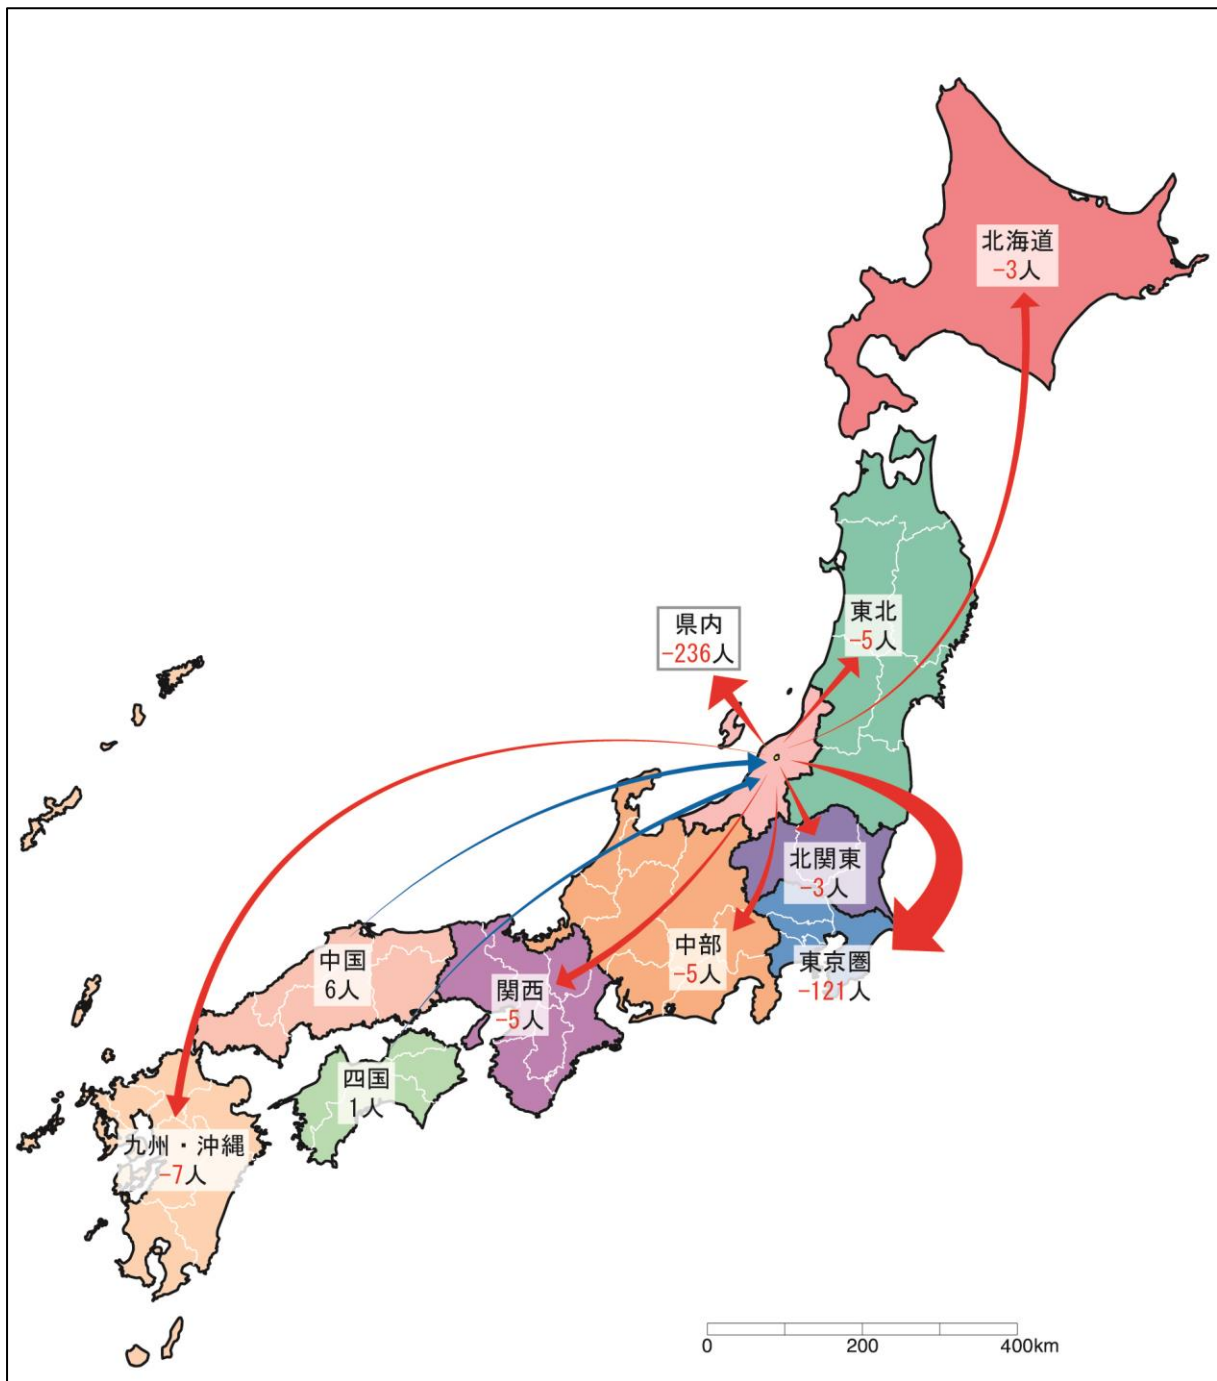 北海道
-3人
東北
-5人
県内
-236人
北関東
-3人
中部
-5人
東京圏
-121人
中国
6人
関西
-5人
四国
1人
九州・沖縄
-7人
0 200 400km